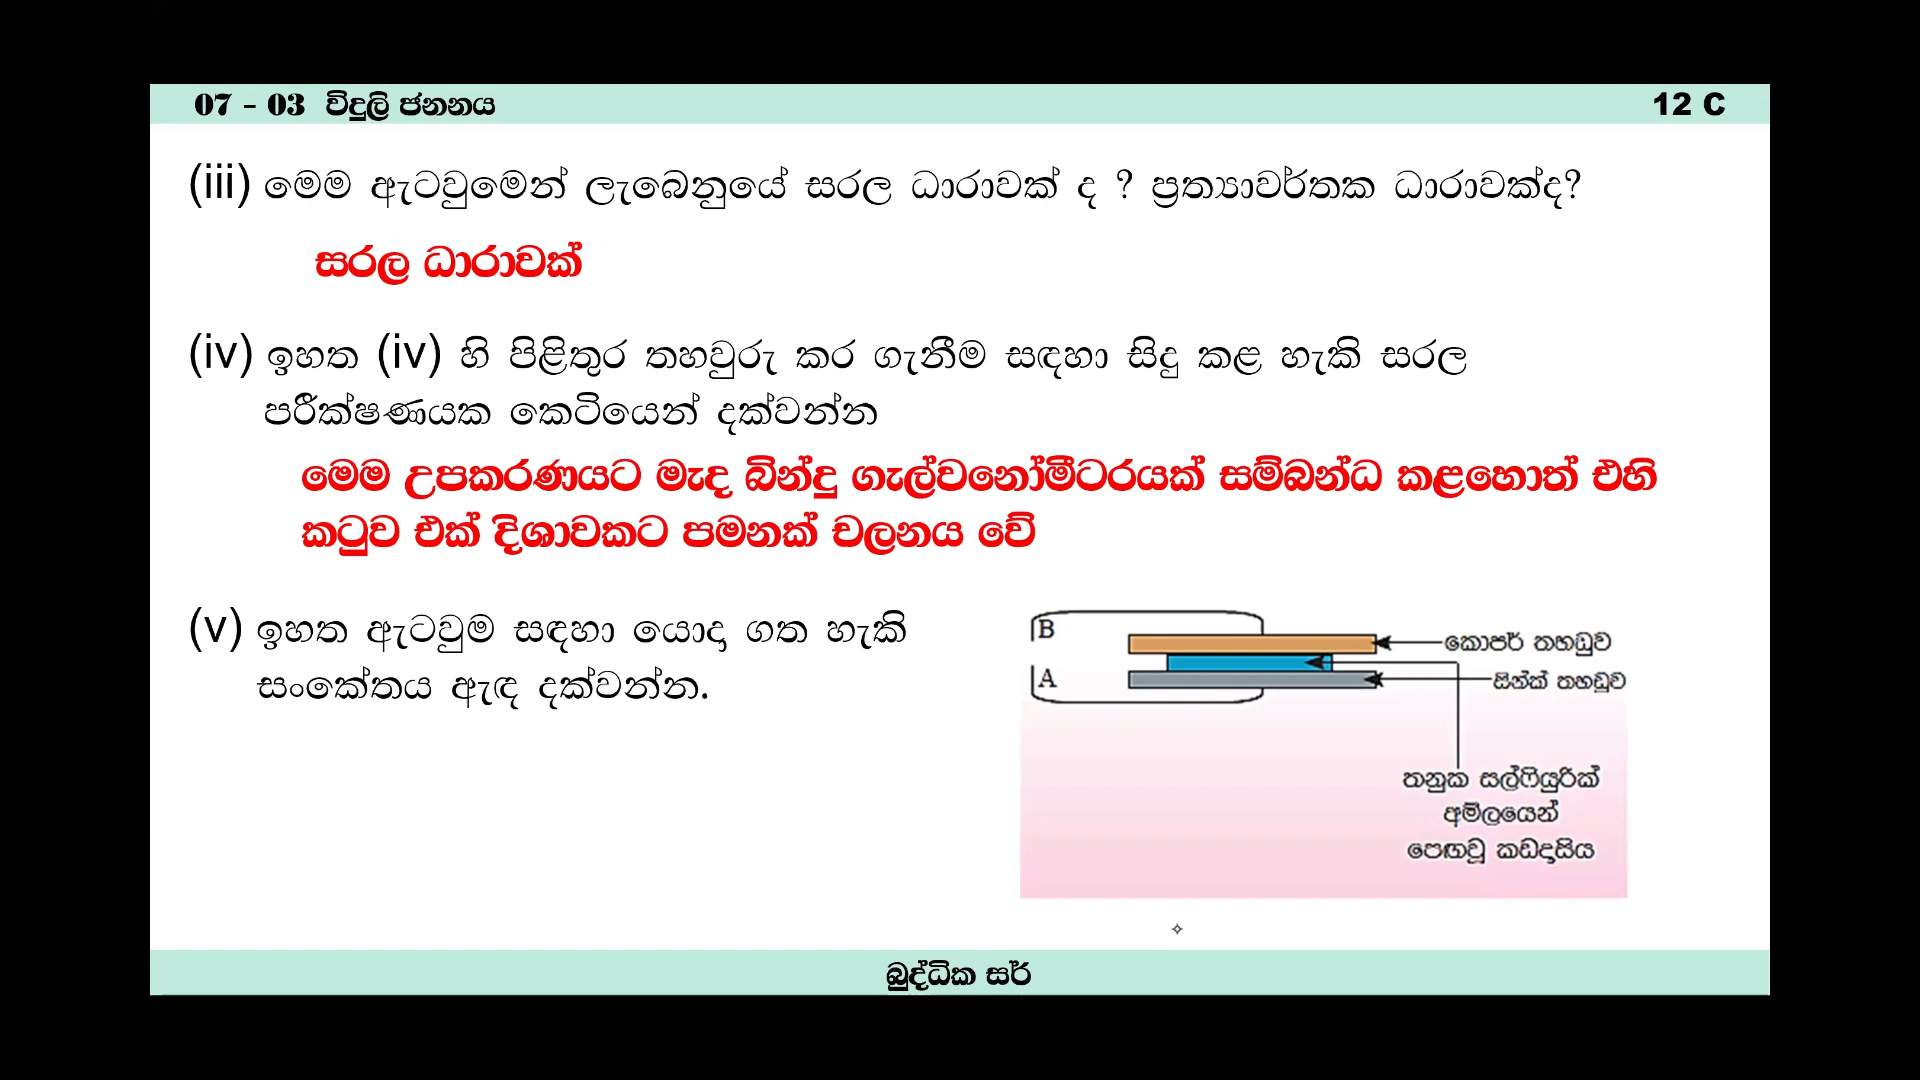 07 - 03 විදුලි ජනනය
12 C
(iii) මෙම ඇටවුමෙන් ලැබෙනුයේ සරල ධාරාවක් ද ? ප්‍රත්‍යාවර්තක ධාරාවක්ද?
සරල ධාරාවක්
(iv) ඉහත (iv) හි පිළිතුර තහවුරු කර ගැනීම සඳහා සිදු කළ හැකි සරල
පරීක්ෂණයක කෙටියෙන් දක්වන්න
මෙම උපකරණයට මැද බින්දු ගැල්වනෝමීටරයක් සම්බන්ධ කළහොත් එහි
කටුව එක් දිශාවකට පමනක් චලනය වේ
(v) ඉහත ඇටවුම සඳහා යොදා ගත හැකි
සංකේතය ඇඳ දක්වන්න.
B
කොපර් තහඩුව
A
සින්ක් තහඩුව
තනුක සල්ෆියුරික්
අම්ලයෙන්
පෙඟවූ කඩදාසිය
බුද්ධික සර්